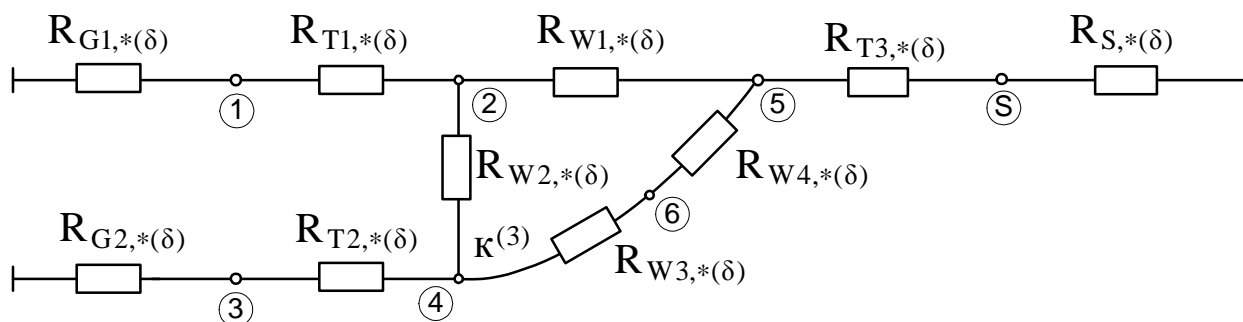 R_{G1,*(δ)} R_{T1,*(δ)} R_{W1,*(δ)} R_{T3,*(δ)} R_{S,*(δ)}
1 2 5 S
R_{W2,*(δ)} R_{W4,*(δ)}
6
R_{G2,*(δ)} R_{T2,*(δ)} к^{(3)} R_{W3,*(δ)}
3 4